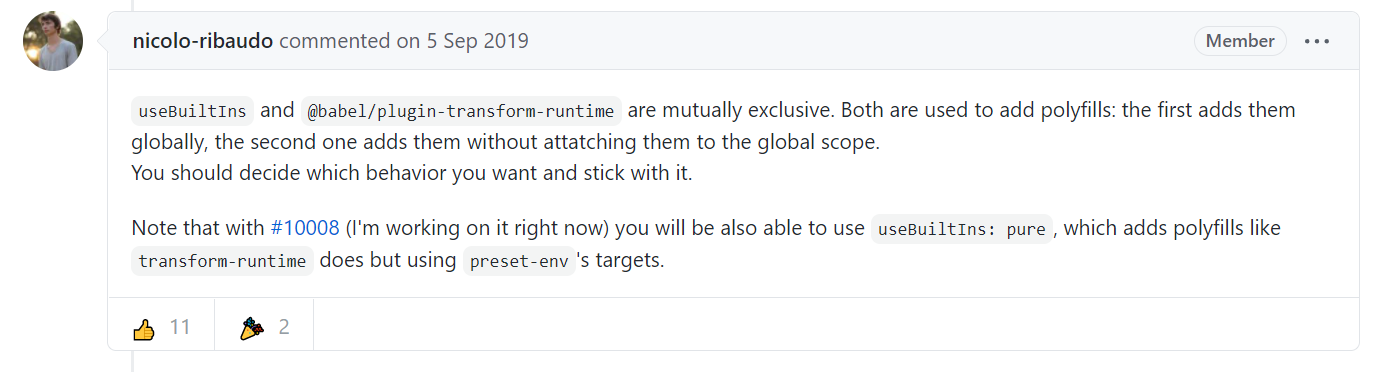 nicolo-ribaudo commented on 5 Sep 2019
Member
useBuiltIns and @babel/plugin-transform-runtime are mutually exclusive. Both are used to add polyfills: the first adds them
globally, the second one adds them without attatching them to the global scope.
You should decide which behavior you want and stick with it.
Note that with #10008 (I'm working on it right now) you will be also able to use useBuiltIns: pure, which adds polyfills like
transform-runtime does but using preset-env's targets.
11
2